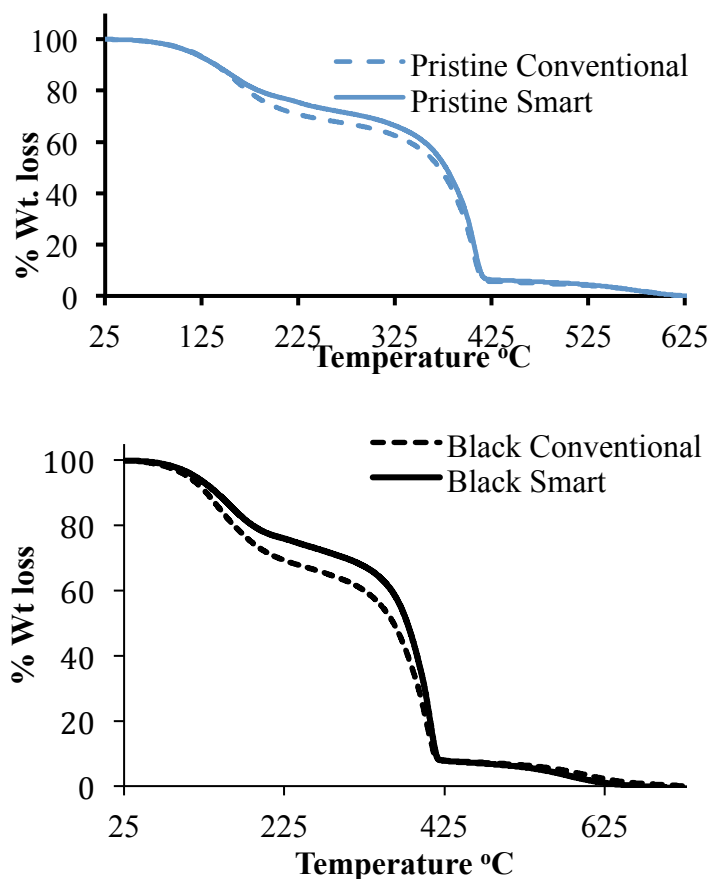 % Wt. loss
100
80
60
40
20
0
Pristine Conventional
Pristine Smart
25 125 225 325 425 525 625
Temperature ºC
% Wt loss
100
80
60
40
20
0
Black Conventional
Black Smart
25 225 425 625
Temperature ºC